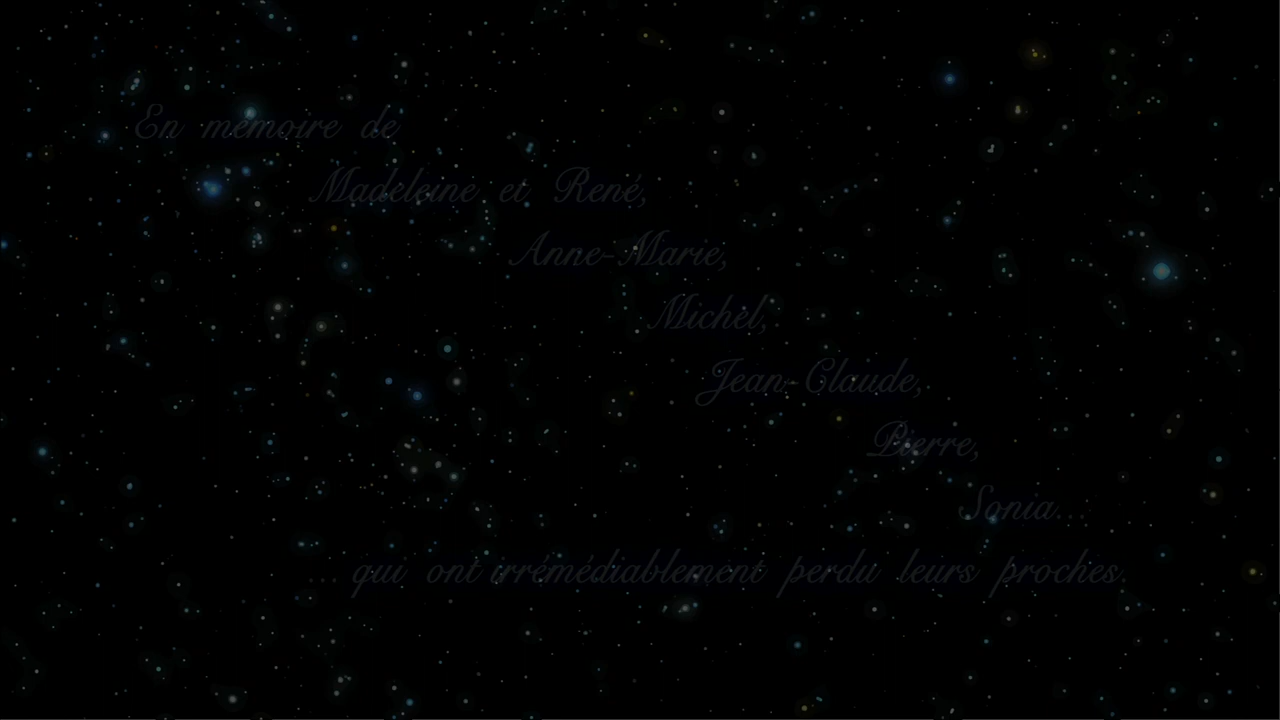 En mémoire de
Madeleine et René,
Anne-Marie,
Michel,
Jean-Claude,
Pierre,
Sonia...
... qui ont irrémédiablement perdu leurs proches.